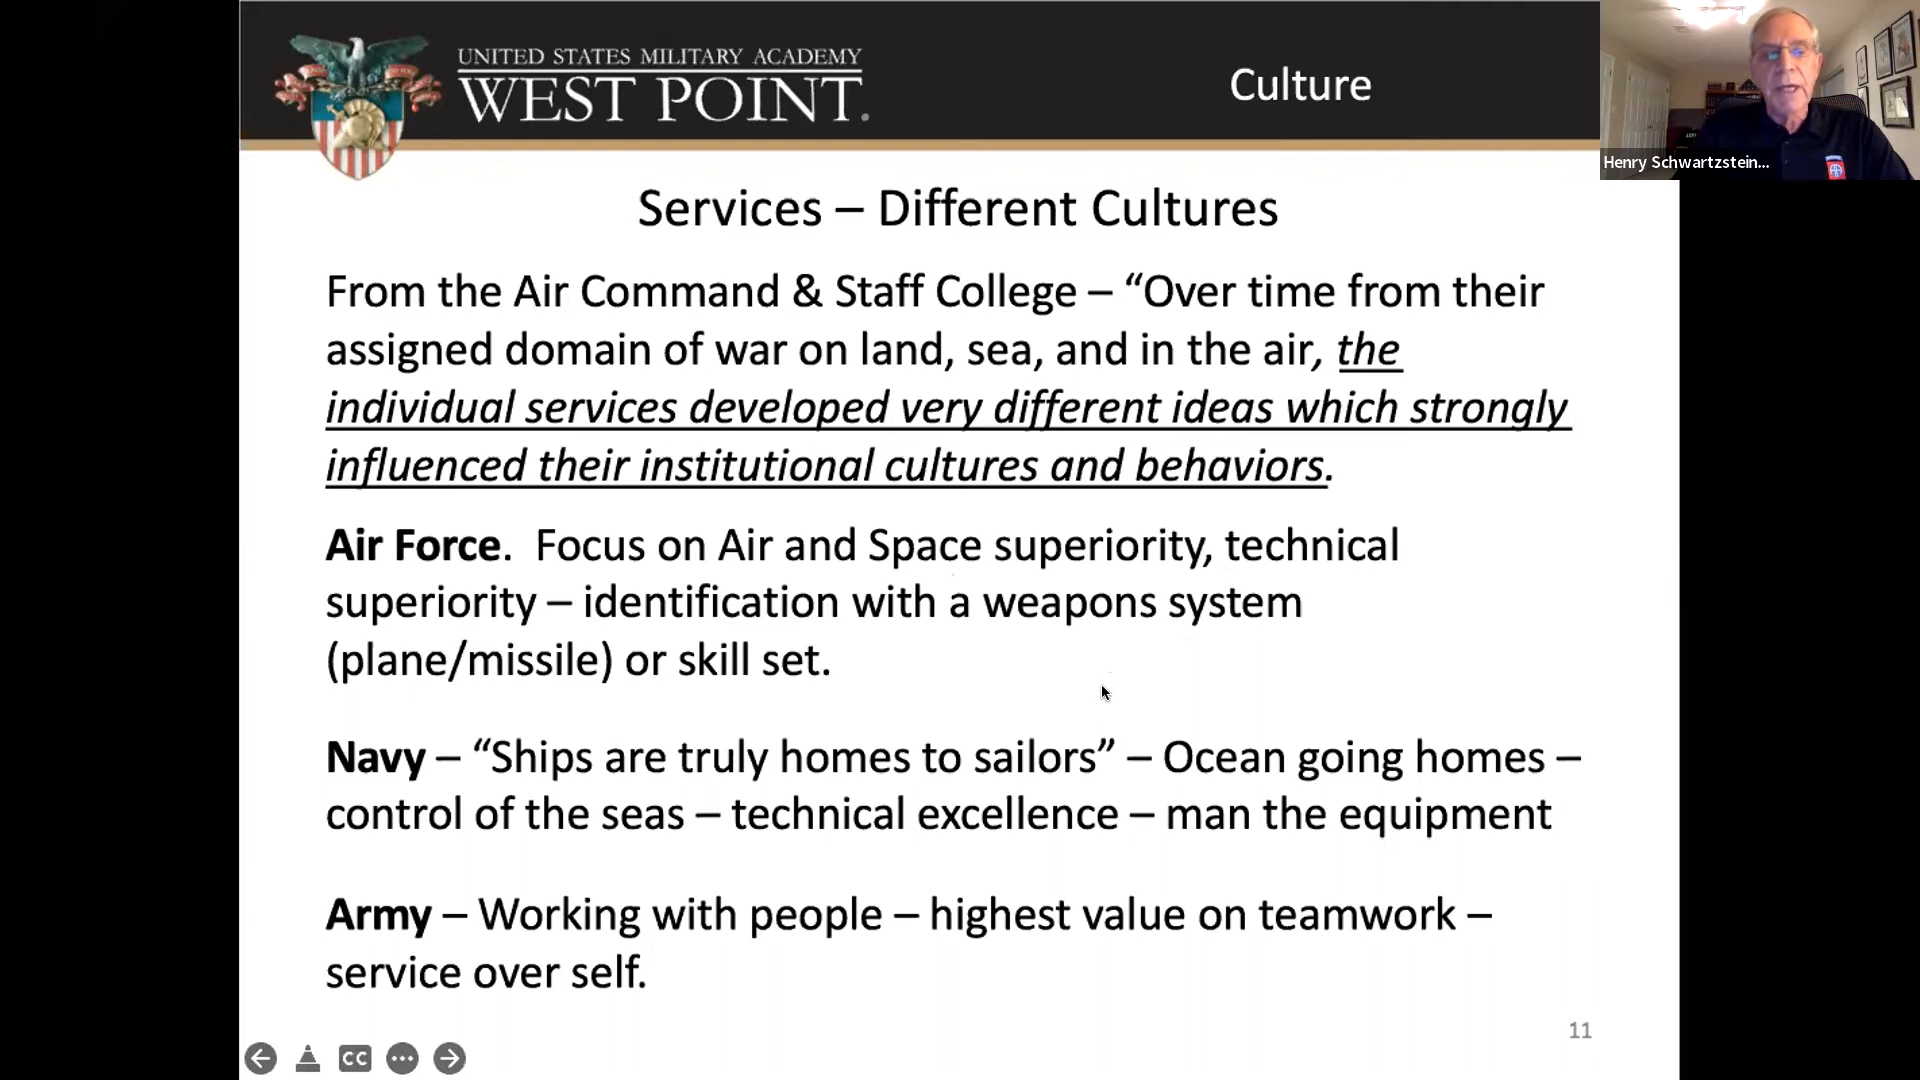 UNITED STATES MILITARY ACADEMY
WEST POINT.
Culture
Henry Schwartzstein...
Services – Different Cultures
From the Air Command & Staff College – “Over time from their
assigned domain of war on land, sea, and in the air, the
individual services developed very different ideas which strongly
influenced their institutional cultures and behaviors.
Air Force.  Focus on Air and Space superiority, technical
superiority – identification with a weapons system
(plane/missile) or skill set.
Navy – “Ships are truly homes to sailors” – Ocean going homes –
control of the seas – technical excellence – man the equipment
Army – Working with people – highest value on teamwork –
service over self.
11
CC